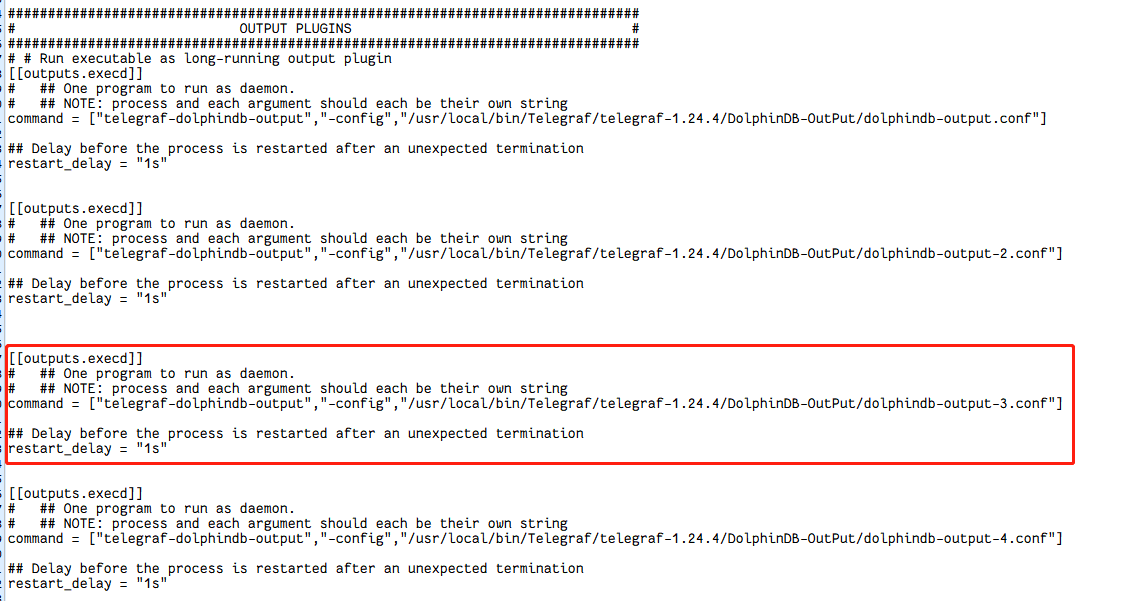 ###############################################################################
#                            OUTPUT PLUGINS                                   #
###############################################################################
# # Run executable as long-running output plugin
[[outputs.execd]]
#   ## One program to run as daemon.
#   ## NOTE: process and each argument should each be their own string
command = ["telegraf-dolphindb-output","-config","/usr/local/bin/Telegraf/telegraf-1.24.4/DolphinDB-OutPut/dolphindb-output.conf"]
## Delay before the process is restarted after an unexpected termination
restart_delay = "1s"
[[outputs.execd]]
#   ## One program to run as daemon.
#   ## NOTE: process and each argument should each be their own string
command = ["telegraf-dolphindb-output","-config","/usr/local/bin/Telegraf/telegraf-1.24.4/DolphinDB-OutPut/dolphindb-output-2.conf"]
## Delay before the process is restarted after an unexpected termination
restart_delay = "1s"
[[outputs.execd]]
#   ## One program to run as daemon.
#   ## NOTE: process and each argument should each be their own string
command = ["telegraf-dolphindb-output","-config","/usr/local/bin/Telegraf/telegraf-1.24.4/DolphinDB-OutPut/dolphindb-output-3.conf"]
## Delay before the process is restarted after an unexpected termination
restart_delay = "1s"
[[outputs.execd]]
#   ## One program to run as daemon.
#   ## NOTE: process and each argument should each be their own string
command = ["telegraf-dolphindb-output","-config","/usr/local/bin/Telegraf/telegraf-1.24.4/DolphinDB-OutPut/dolphindb-output-4.conf"]
## Delay before the process is restarted after an unexpected termination
restart_delay = "1s"